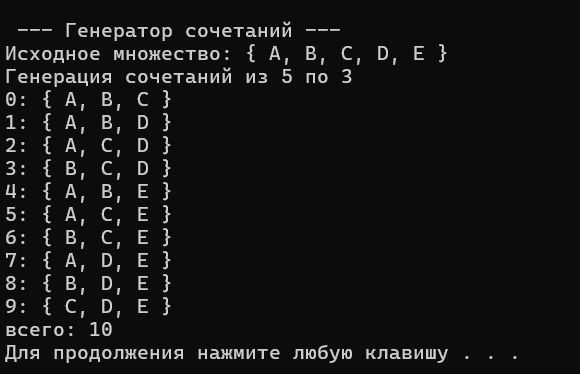 --- Генератор сочетаний ---
Исходное множество: { A, B, C, D, E }
Генерация сочетаний из 5 по 3
0: { A, B, C }
1: { A, B, D }
2: { A, C, D }
3: { B, C, D }
4: { A, B, E }
5: { A, C, E }
6: { B, C, E }
7: { A, D, E }
8: { B, D, E }
9: { C, D, E }
всего: 10
Для продолжения нажмите любую клавишу . . .